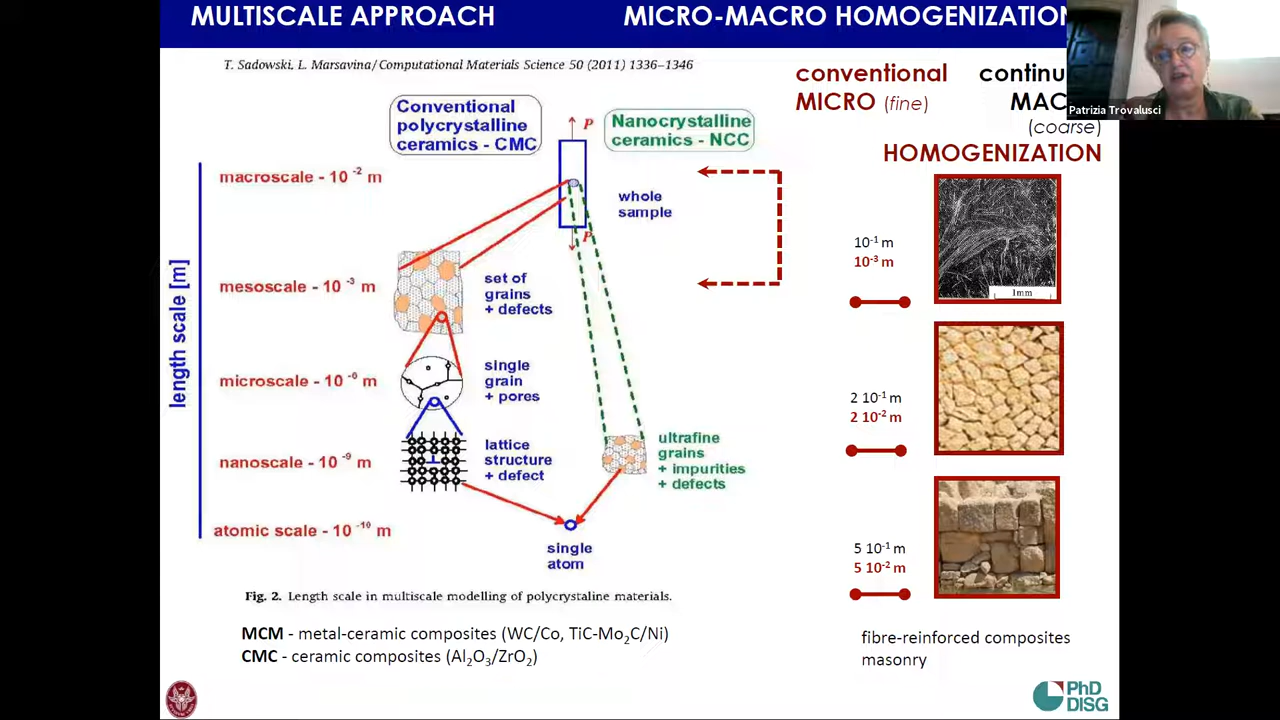 MULTISCALE APPROACH
MICRO-MACRO HOMOGENIZATION
T. Sadowski, L. Marsavina / Computational Materials Science 50 (2011) 1336–1346
Patrizia Trovalusci
conventional
MICRO (fine)
continu
MAC
(coarse)
HOMOGENIZATION
Conventional
polycrystalline
ceramics - CMC
P
Nanocrystalline
ceramics - NCC
length scale [m]
macroscale - 10⁻² m
whole
sample
P
mesoscale - 10⁻³ m
set of
grains
+ defects
microscale - 10⁻⁶ m
single
grain
+ pores
nanoscale - 10⁻⁹ m
lattice
structure
+ defect
ultrafine
grains
+ impurities
+ defects
atomic scale - 10⁻¹⁰ m
single
atom
10⁻¹ m
10⁻³ m
1mm
2 10⁻¹ m
2 10⁻² m
5 10⁻¹ m
5 10⁻² m
Fig. 2. Length scale in multiscale modelling of polycrystaline materials.
MCM - metal-ceramic composites (WC/Co, TiC-Mo₂C/Ni)
CMC - ceramic composites (Al₂O₃/ZrO₂)
fibre-reinforced composites
masonry
PhD
DISG